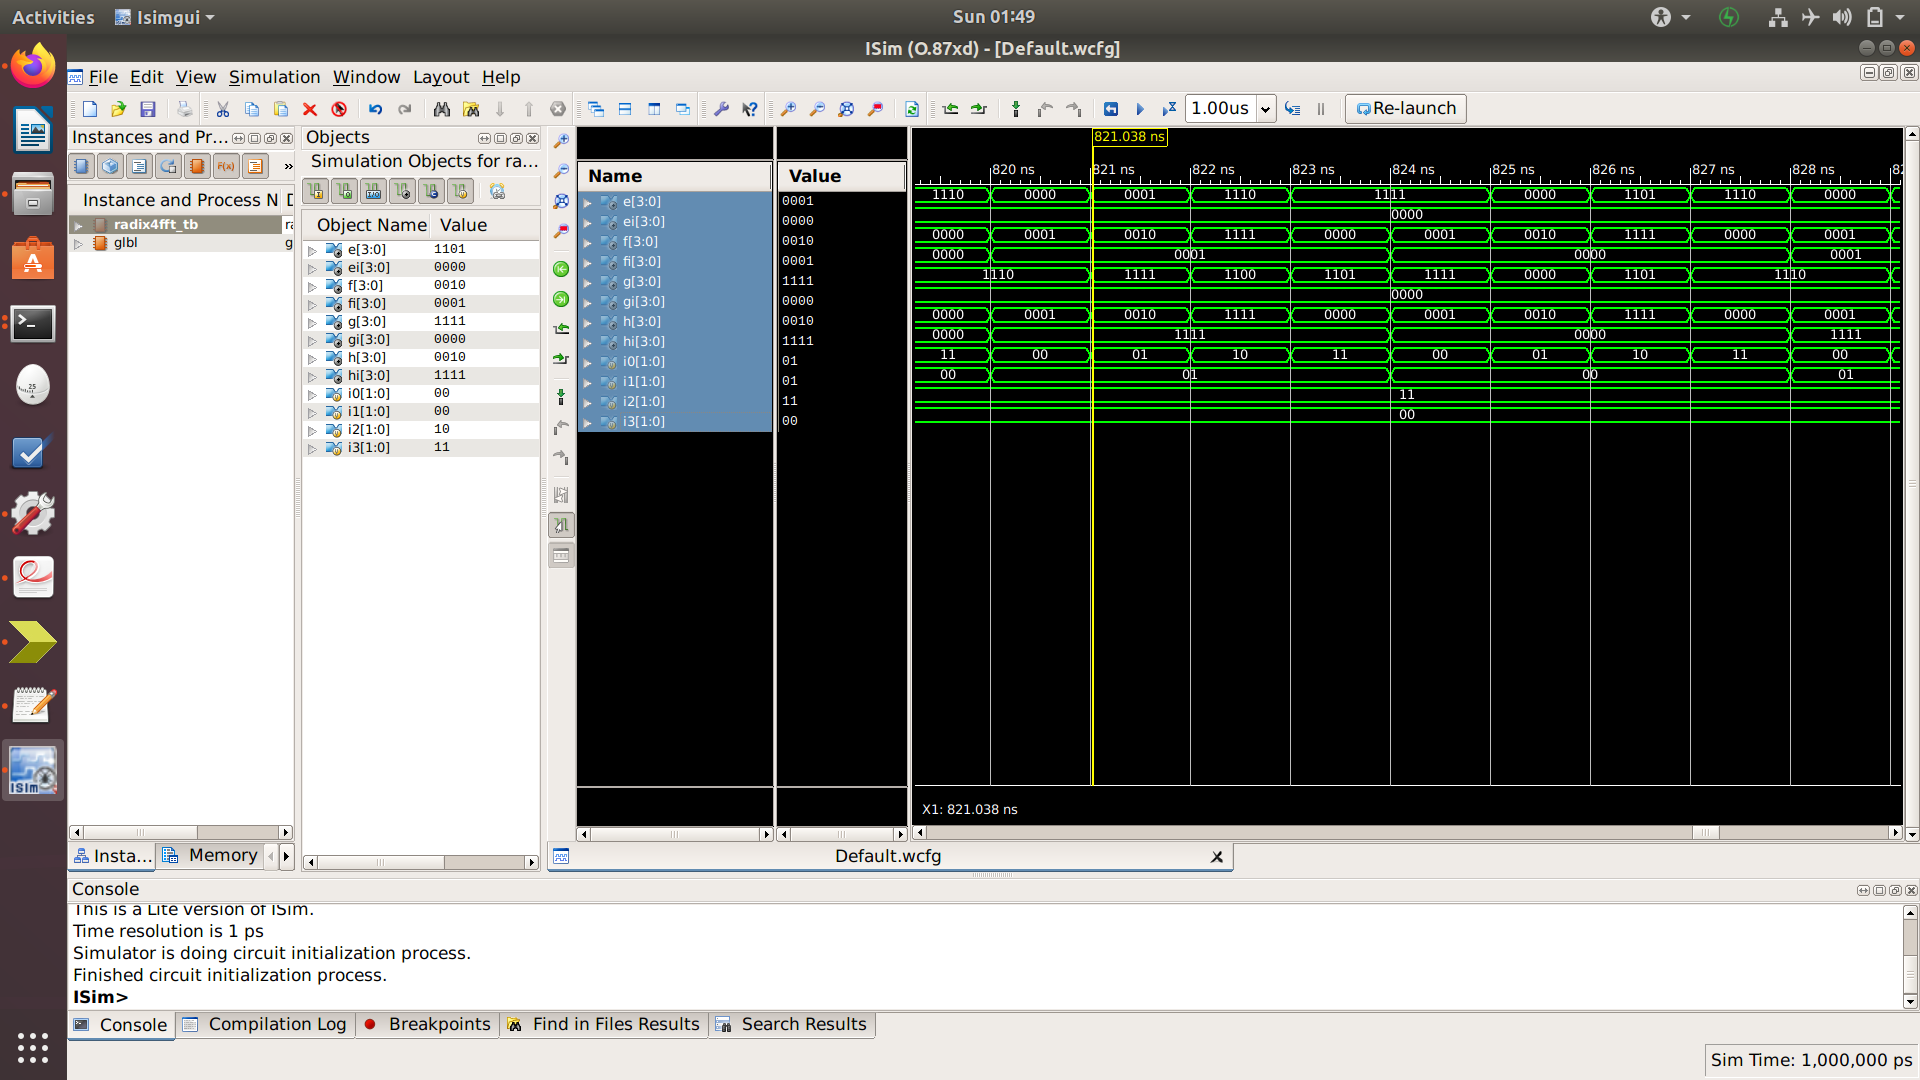 Activities
Isimgui
Sun 01:49
ISim (O.87xd) - [Default.wcfg]
File Edit View Simulation Window Layout Help
1.00us
Re-launch
Instances and Pr...
Instance and Process N
radix4fft_tb
glbl
Insta...
Memory
Objects
Simulation Objects for ra...
Object Name Value
e[3:0] 1101
ei[3:0] 0000
f[3:0] 0010
fi[3:0] 0001
g[3:0] 1111
gi[3:0] 0000
h[3:0] 0010
hi[3:0] 1111
i0[1:0] 00
i1[1:0] 00
i2[1:0] 10
i3[1:0] 11
Name Value
e[3:0] 0001
ei[3:0] 0000
f[3:0] 0010
fi[3:0] 0001
g[3:0] 1111
gi[3:0] 0000
h[3:0] 0010
hi[3:0] 1111
i0[1:0] 01
i1[1:0] 01
i2[1:0] 11
i3[1:0] 00
821.038 ns
820 ns 821 ns 822 ns 823 ns 824 ns 825 ns 826 ns 827 ns 828 ns
1110 0000 0001 1110 1111 0000 1101 1110 0000
0000
0000 0001 0010 1111 0000 0001 0010 1111 0000 0001
0000 0001 0000 0001
1110 1111 1100 1101 1111 0000 1101 1110
0000
0000 0001 0010 1111 0000 0001 0010 1111 0000 0001
0000 1111 0000 1111
11 00 01 10 11 00 01 10 11 00
00 01 00 01
11
00
X1: 821.038 ns
Default.wcfg
Console
This is a Lite version of ISim.
Time resolution is 1 ps
Simulator is doing circuit initialization process.
Finished circuit initialization process.
ISim>
Console Compilation Log Breakpoints Find in Files Results Search Results
Sim Time: 1,000,000 ps